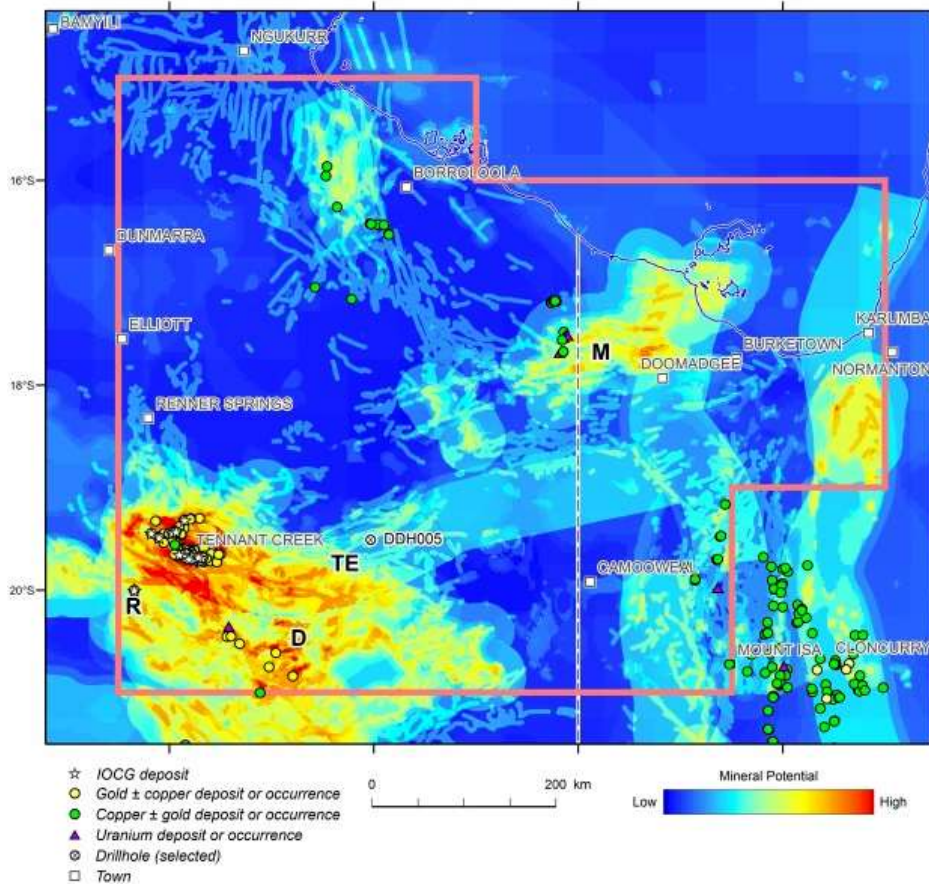 BAMYILI
NGUKURR
16°S
BORROLOOLA
DUNMARRA
ELLIOTT
KARUMBA
M
BURKETOWN
DOOMADGEE
NORMANTON
18°S
RENNER SPRINGS
TENNANT CREEK
DDH005
TE
CAMOOWEAL
20°S
R
D
MOUNT ISA
CLONCURRY
IOCG deposit
Gold ± copper deposit or occurrence
Copper ± gold deposit or occurrence
Uranium deposit or occurrence
Drillhole (selected)
Town
0 200 km
Mineral Potential
Low High